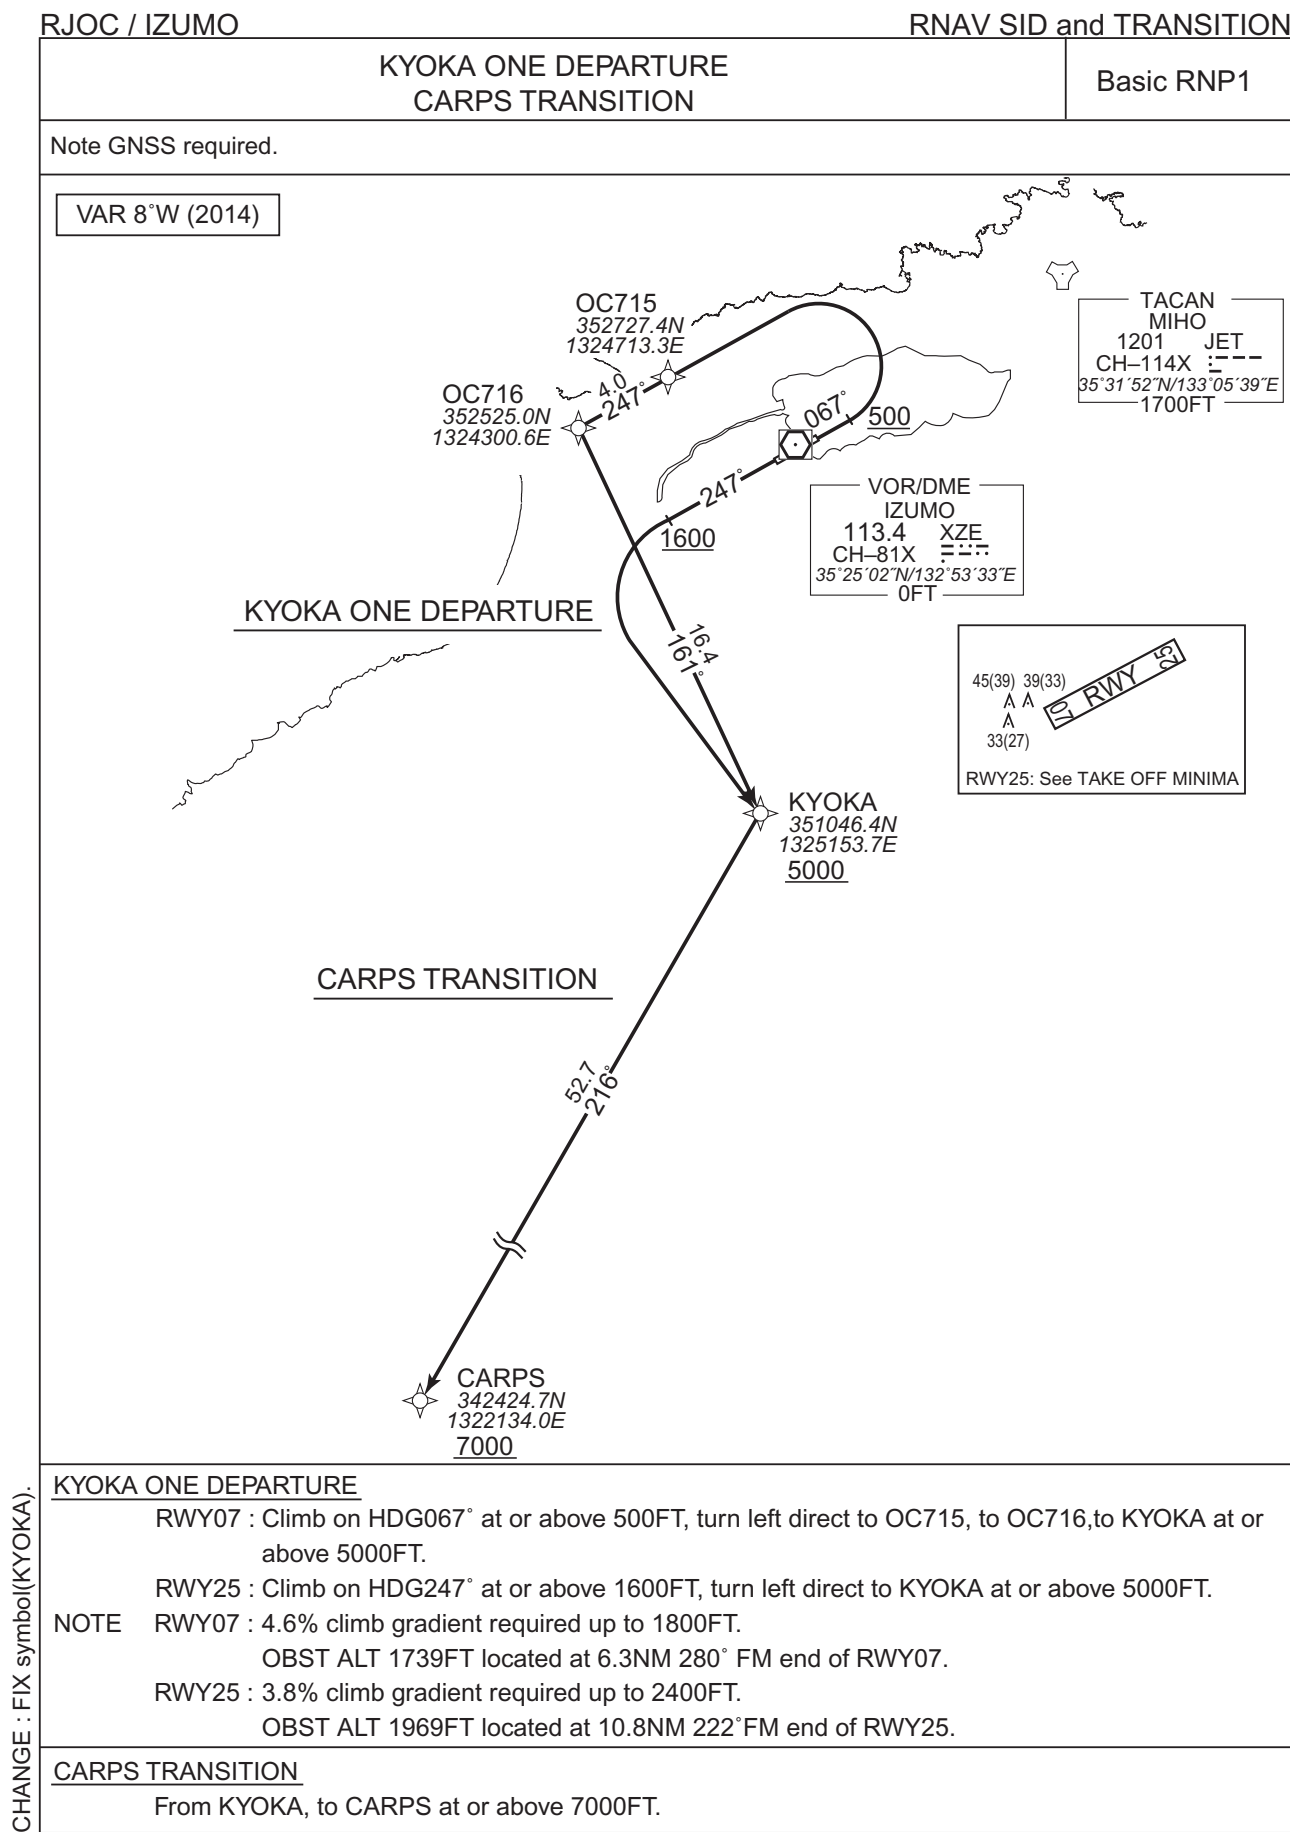 RJOC / IZUMO
RNAV SID and TRANSITION
KYOKA ONE DEPARTURE
CARPS TRANSITION
Basic RNP1
Note GNSS required.
VAR 8˚W (2014)
OC715
352727.4N
1324713.3E
TACAN
MIHO
1201 JET
CH–114X
35˚31´52˝N/133˚05´39˝E
1700FT
4.0
247˚
OC716
352525.0N
1324300.6E
067˚
500
247˚
VOR/DME
IZUMO
113.4 XZE
CH–81X
35˚25´02˝N/132˚53´33˝E
0FT
1600
KYOKA ONE DEPARTURE
16.4
161˚
45(39) 39(33)
33(27)
07 RWY 25
RWY25: See TAKE OFF MINIMA
KYOKA
351046.4N
1325153.7E
5000
CARPS TRANSITION
52.7
216˚
CARPS
342424.7N
1322134.0E
7000
KYOKA ONE DEPARTURE
RWY07 : Climb on HDG067˚ at or above 500FT, turn left direct to OC715, to OC716,to KYOKA at or
above 5000FT.
RWY25 : Climb on HDG247˚ at or above 1600FT, turn left direct to KYOKA at or above 5000FT.
NOTE RWY07 : 4.6% climb gradient required up to 1800FT.
OBST ALT 1739FT located at 6.3NM 280˚ FM end of RWY07.
RWY25 : 3.8% climb gradient required up to 2400FT.
OBST ALT 1969FT located at 10.8NM 222˚FM end of RWY25.
CARPS TRANSITION
From KYOKA, to CARPS at or above 7000FT.
CHANGE : FIX symbol(KYOKA).